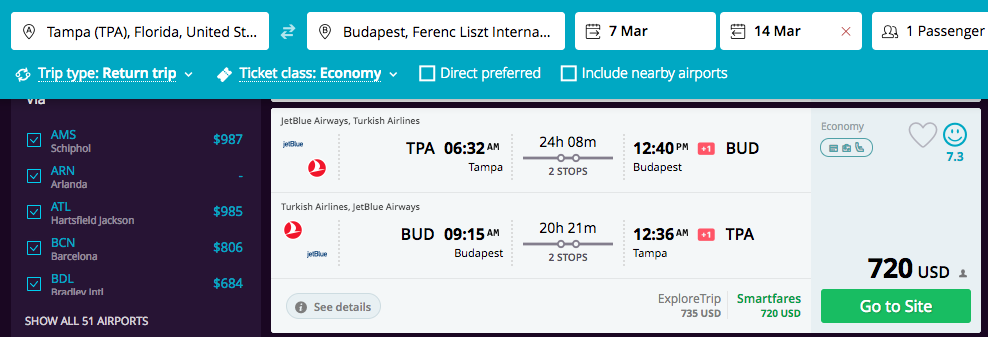 A Tampa (TPA), Florida, United St...
B Budapest, Ferenc Liszt Interna...
7 Mar
14 Mar
1 Passenger
Trip type: Return trip
Ticket class: Economy
Direct preferred
Include nearby airports
Via
AMS $987
Schiphol
ARN -
Arlanda
ATL $985
Hartsfield Jackson
BCN $806
Barcelona
BDL $684
Bradley Intl
SHOW ALL 51 AIRPORTS
JetBlue Airways, Turkish Airlines
jetBlue
TPA 06:32 AM
Tampa
24h 08m
2 STOPS
12:40 PM +1 BUD
Budapest
Turkish Airlines, JetBlue Airways
jetBlue
BUD 09:15 AM
Budapest
20h 21m
2 STOPS
12:36 AM +1 TPA
Tampa
See details
ExploreTrip
735 USD
Smartfares
720 USD
Economy
7.3
720 USD
Go to Site